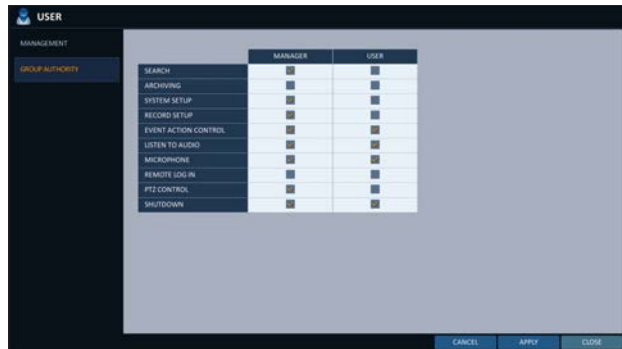 USER
MANAGEMENT
GROUP AUTHORITY
MANAGER USER
SEARCH
ARCHIVING
SYSTEM SETUP
RECORD SETUP
EVENT ACTION CONTROL
LISTEN TO AUDIO
MICROPHONE
REMOTE LOG IN
PTZ CONTROL
SHUTDOWN
CANCEL APPLY CLOSE